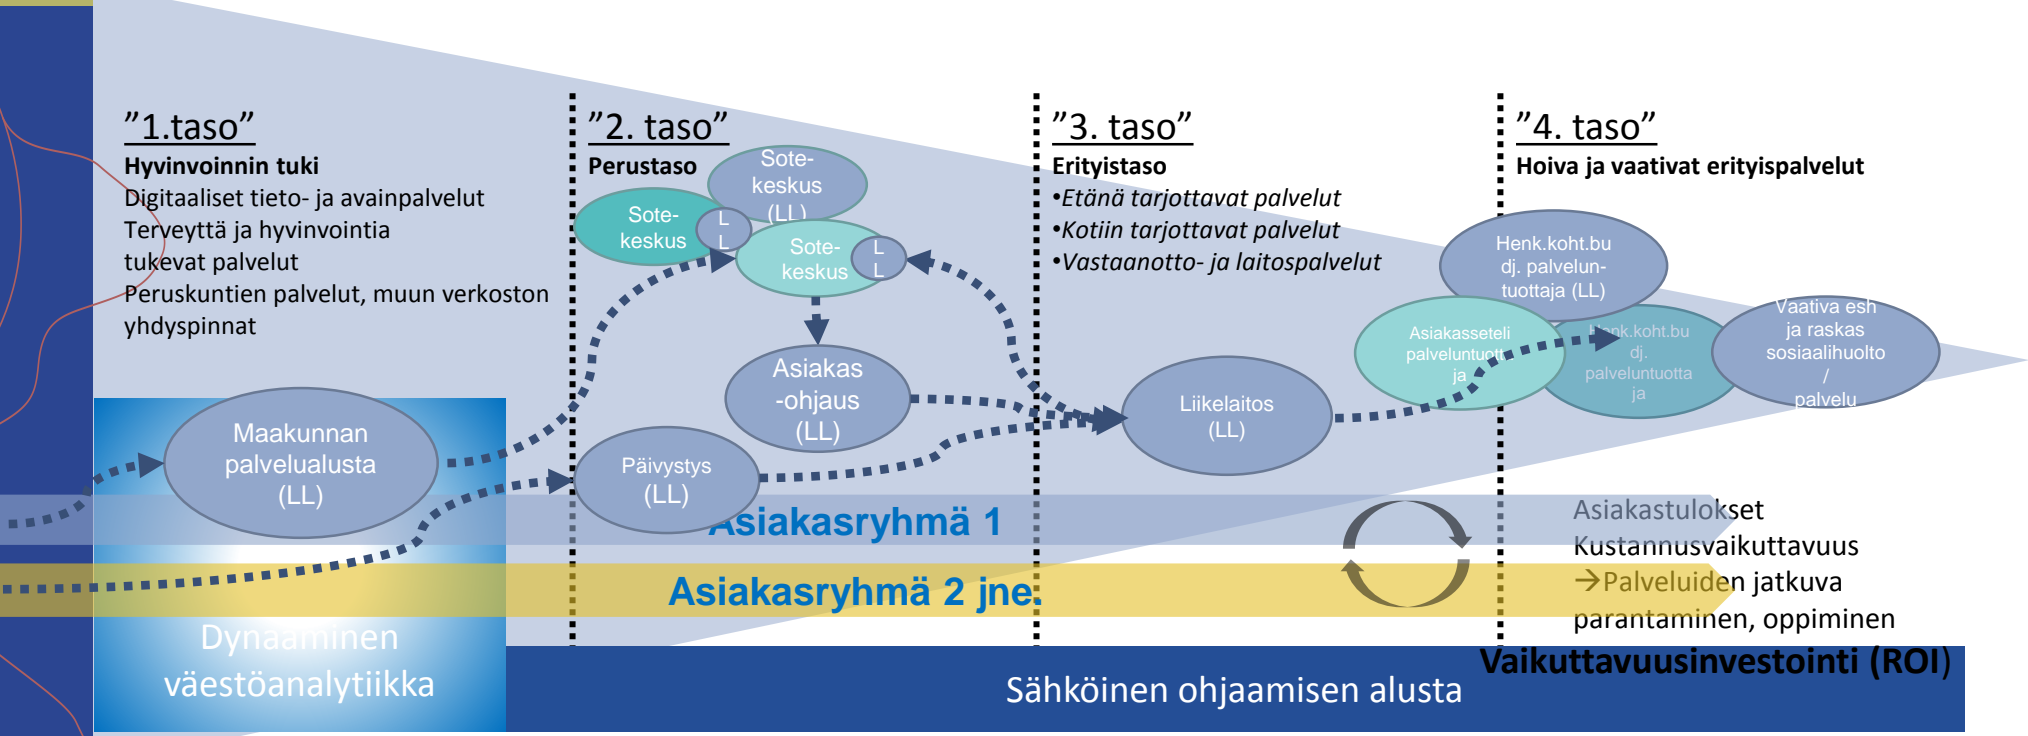 ”1.taso”
Hyvinvoinnin tuki
Digitaaliset tieto- ja avainpalvelut
Terveyttä ja hyvinvointia
tukevat palvelut
Peruskuntien palvelut, muun verkoston
yhdyspinnat
Maakunnan
palvelualusta
(LL)
Dynaaminen
väestöanalytiikka
”2. taso”
Perustaso
Sote-
keskus
(LL)
Sote-
keskus
L
L
Sote-
keskus
L
L
Asiakas
-ohjaus
(LL)
Päivystys
(LL)
”3. taso”
Erityistaso
•Etänä tarjottavat palvelut
•Kotiin tarjottavat palvelut
•Vastaanotto- ja laitospalvelut
Liikelaitos
(LL)
”4. taso”
Hoiva ja vaativat erityispalvelut
Henk.koht.bu
dj. palvelun-
tuottaja (LL)
Asiakasseteli
palveluntuotta
ja
Henk.koht.bu
dj.
palveluntuotta
ja
Vaativa esh
ja raskas
sosiaalihuolto
/
palvelu
Asiakasryhmä 1
Asiakasryhmä 2 jne.
Asiakastulokset
Kustannusvaikuttavuus
→Palveluiden jatkuva
parantaminen, oppiminen
Vaikuttavuusinvestointi (ROI)
Sähköinen ohjaamisen alusta